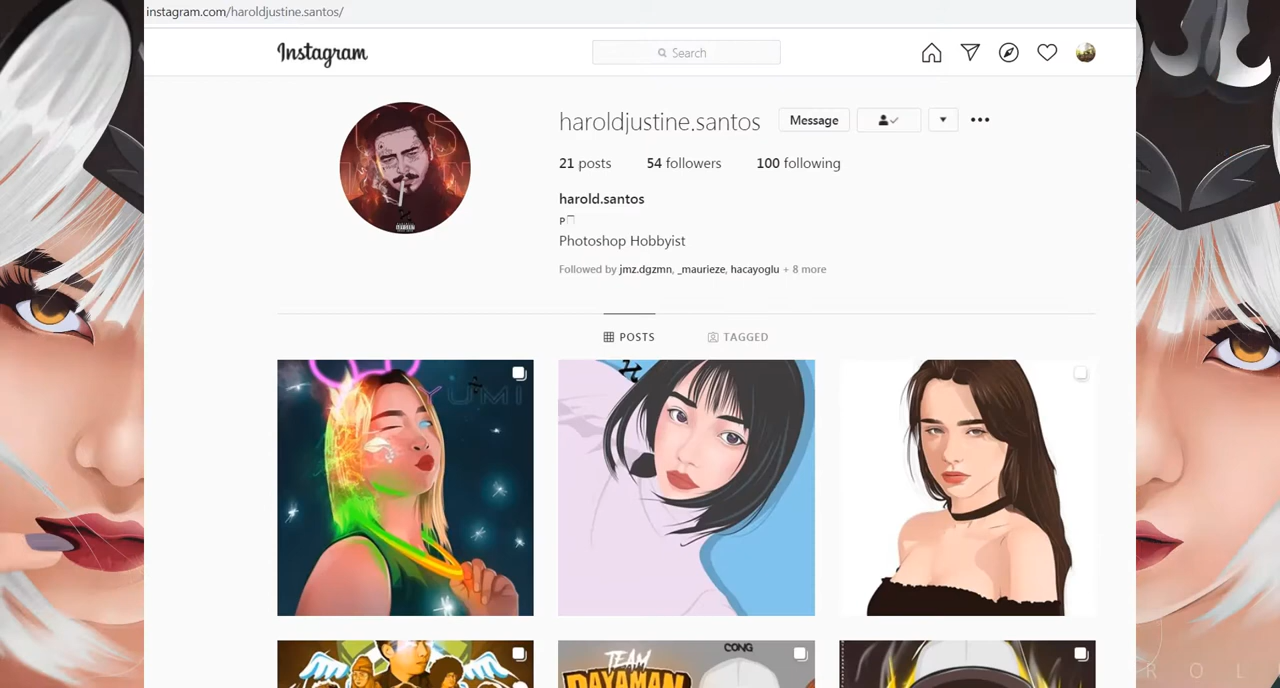 instagram.com/haroldjustine.santos/
Instagram
Search
haroldjustine.santos
Message
21 posts 54 followers 100 following
harold.santos
P
Photoshop Hobbyist
Followed by jmz.dgzmn, _maurieze, hacayoglu + 8 more
POSTS TAGGED
YUMI
TEAM
CONG
DAYAMAN
R O L